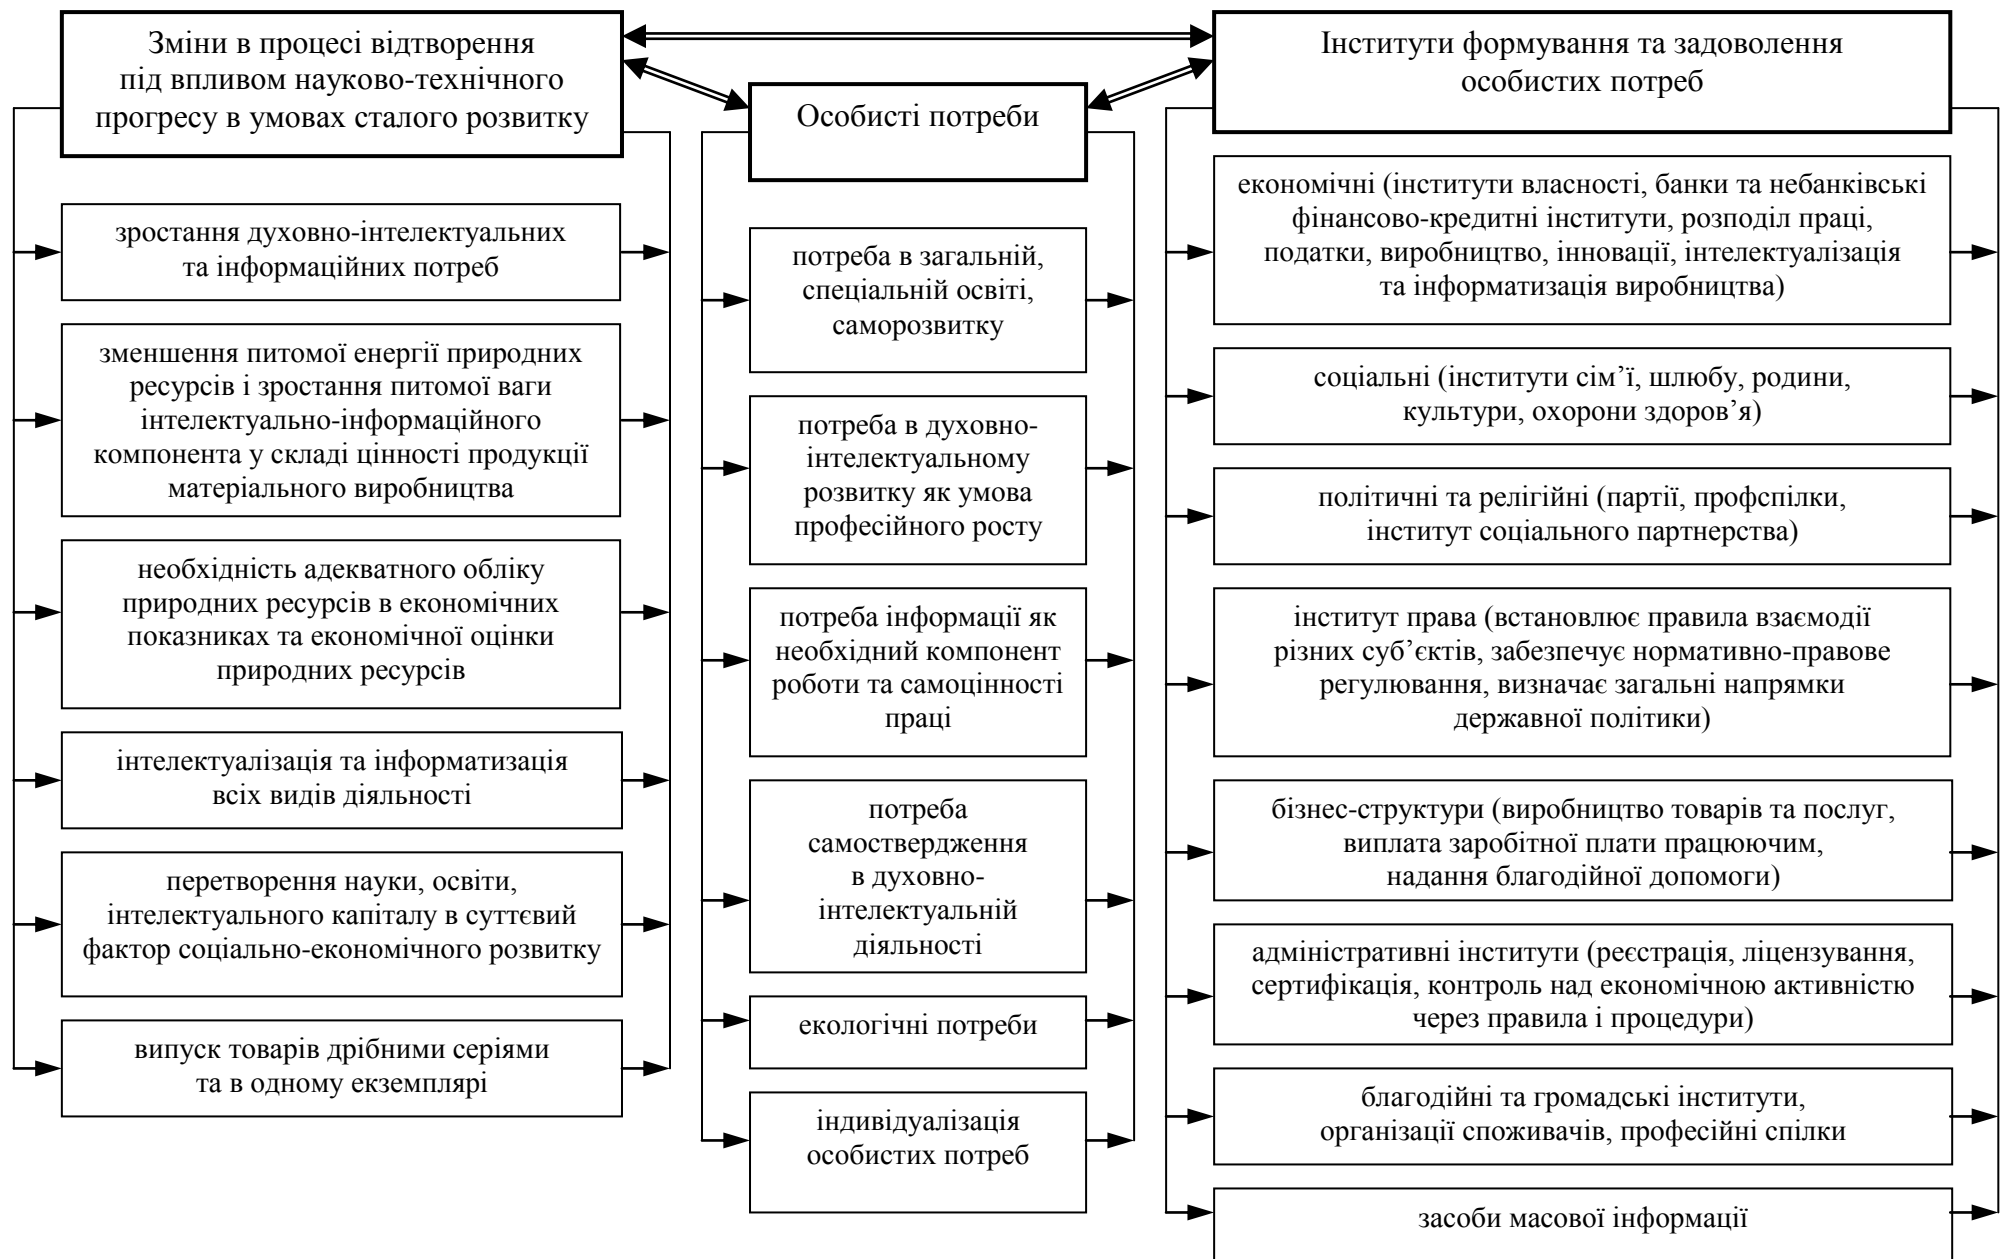 Зміни в процесі відтворення
під впливом науково-технічного
прогресу в умовах сталого розвитку
зростання духовно-інтелектуальних
та інформаційних потреб
зменшення питомої енергії природних
ресурсів і зростання питомої ваги
інтелектуально-інформаційного
компонента у складі цінності продукції
матеріального виробництва
необхідність адекватного обліку
природних ресурсів в економічних
показниках та економічної оцінки
природних ресурсів
інтелектуалізація та інформатизація
всіх видів діяльності
перетворення науки, освіти,
інтелектуального капіталу в суттєвий
фактор соціально-економічного розвитку
випуск товарів дрібними серіями
та в одному екземплярі
Особисті потреби
потреба в загальній,
спеціальній освіті,
саморозвитку
потреба в духовно-
інтелектуальному
розвитку як умова
професійного росту
потреба інформації як
необхідний компонент
роботи та самоцінності
праці
потреба
самоствердження
в духовно-
інтелектуальній
діяльності
екологічні потреби
індивідуалізація
особистих потреб
Інститути формування та задоволення
особистих потреб
економічні (інститути власності, банки та небанківські
фінансово-кредитні інститути, розподіл праці,
податки, виробництво, інновації, інтелектуалізація
та інформатизація виробництва)
соціальні (інститути сім’ї, шлюбу, родини,
культури, охорони здоров’я)
політичні та релігійні (партії, профспілки,
інститут соціального партнерства)
інститут права (встановлює правила взаємодії
різних суб’єктів, забезпечує нормативно-правове
регулювання, визначає загальні напрямки
державної політики)
бізнес-структури (виробництво товарів та послуг,
виплата заробітної плати працюючим,
надання благодійної допомоги)
адміністративні інститути (реєстрація, ліцензування,
сертифікація, контроль над економічною активністю
через правила і процедури)
благодійні та громадські інститути,
організації споживачів, професійні спілки
засоби масової інформації